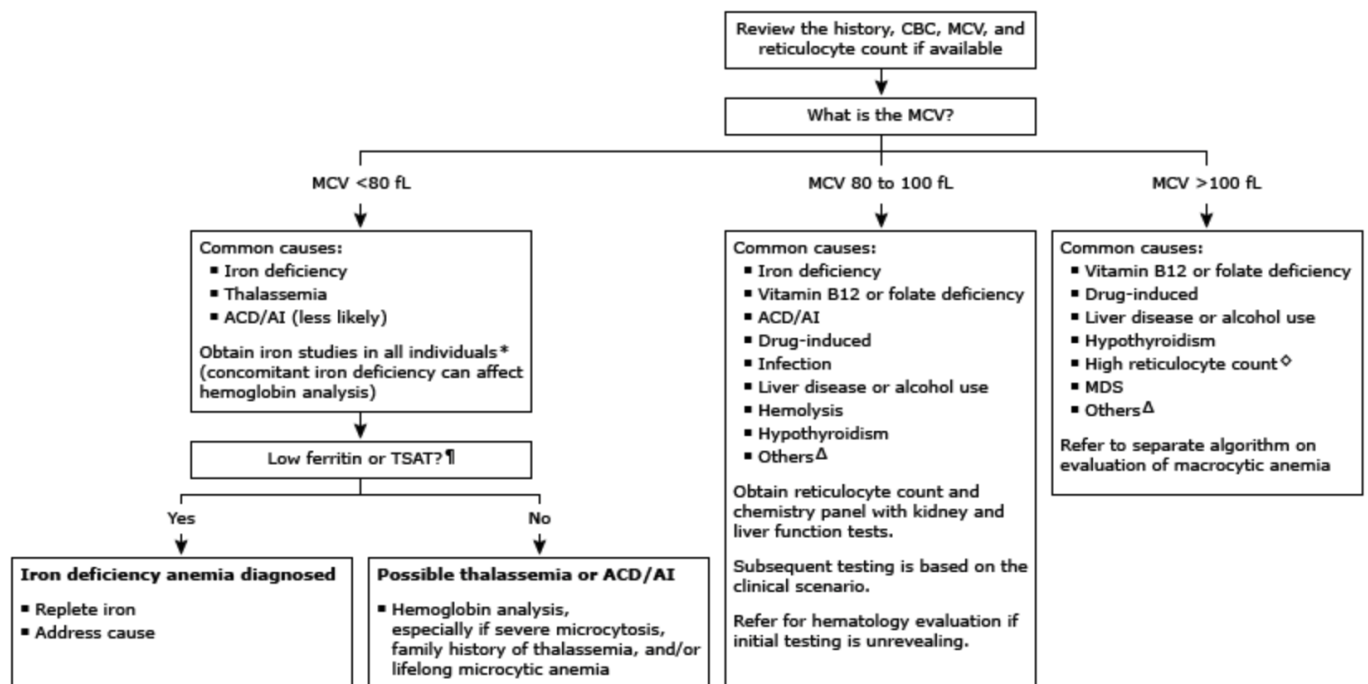 Review the history, CBC, MCV, and
reticulocyte count if available
What is the MCV?
MCV <80 fL
MCV 80 to 100 fL
MCV >100 fL
Common causes:
▪ Iron deficiency
▪ Thalassemia
▪ ACD/AI (less likely)
Obtain iron studies in all individuals*
(concomitant iron deficiency can affect
hemoglobin analysis)
Low ferritin or TSAT?¶
Yes
No
Iron deficiency anemia diagnosed
▪ Replete iron
▪ Address cause
Possible thalassemia or ACD/AI
▪ Hemoglobin analysis,
especially if severe microcytosis,
family history of thalassemia, and/or
lifelong microcytic anemia
Common causes:
▪ Iron deficiency
▪ Vitamin B12 or folate deficiency
▪ ACD/AI
▪ Drug-induced
▪ Infection
▪ Liver disease or alcohol use
▪ Hemolysis
▪ Hypothyroidism
▪ OthersΔ
Obtain reticulocyte count and
chemistry panel with kidney and
liver function tests.
Subsequent testing is based on the
clinical scenario.
Refer for hematology evaluation if
initial testing is unrevealing.
Common causes:
▪ Vitamin B12 or folate deficiency
▪ Drug-induced
▪ Liver disease or alcohol use
▪ Hypothyroidism
▪ High reticulocyte count◇
▪ MDS
▪ OthersΔ
Refer to separate algorithm on
evaluation of macrocytic anemia